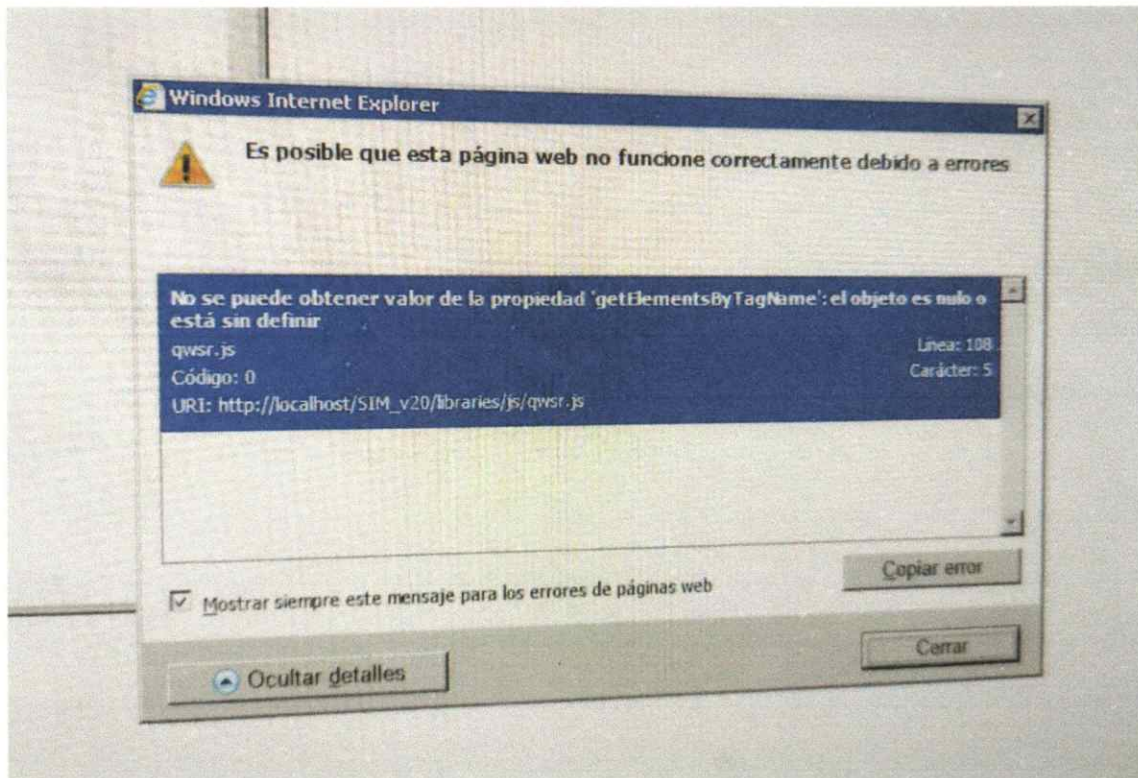 Windows Internet Explorer
Es posible que esta página web no funcione correctamente debido a errores
No se puede obtener valor de la propiedad 'getElementsByTagName': el objeto es nulo o
está sin definir
qwsr.js
Línea: 108
Código: 0
Carácter: 5
URI: http://localhost/SIM_v20/libraries/js/qwsr.js
Copiar error
Mostrar siempre este mensaje para los errores de páginas web
Cerrar
Ocultar detalles